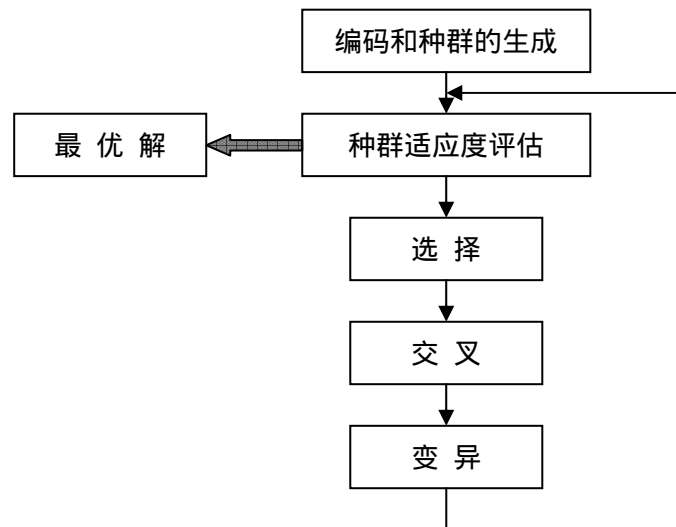 编码和种群的生成
最 优 解
种群适应度评估
选 择
交 叉
变 异